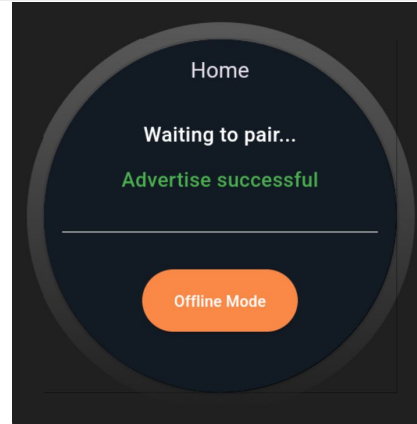 Home
Waiting to pair...
Advertise successful
Offline Mode